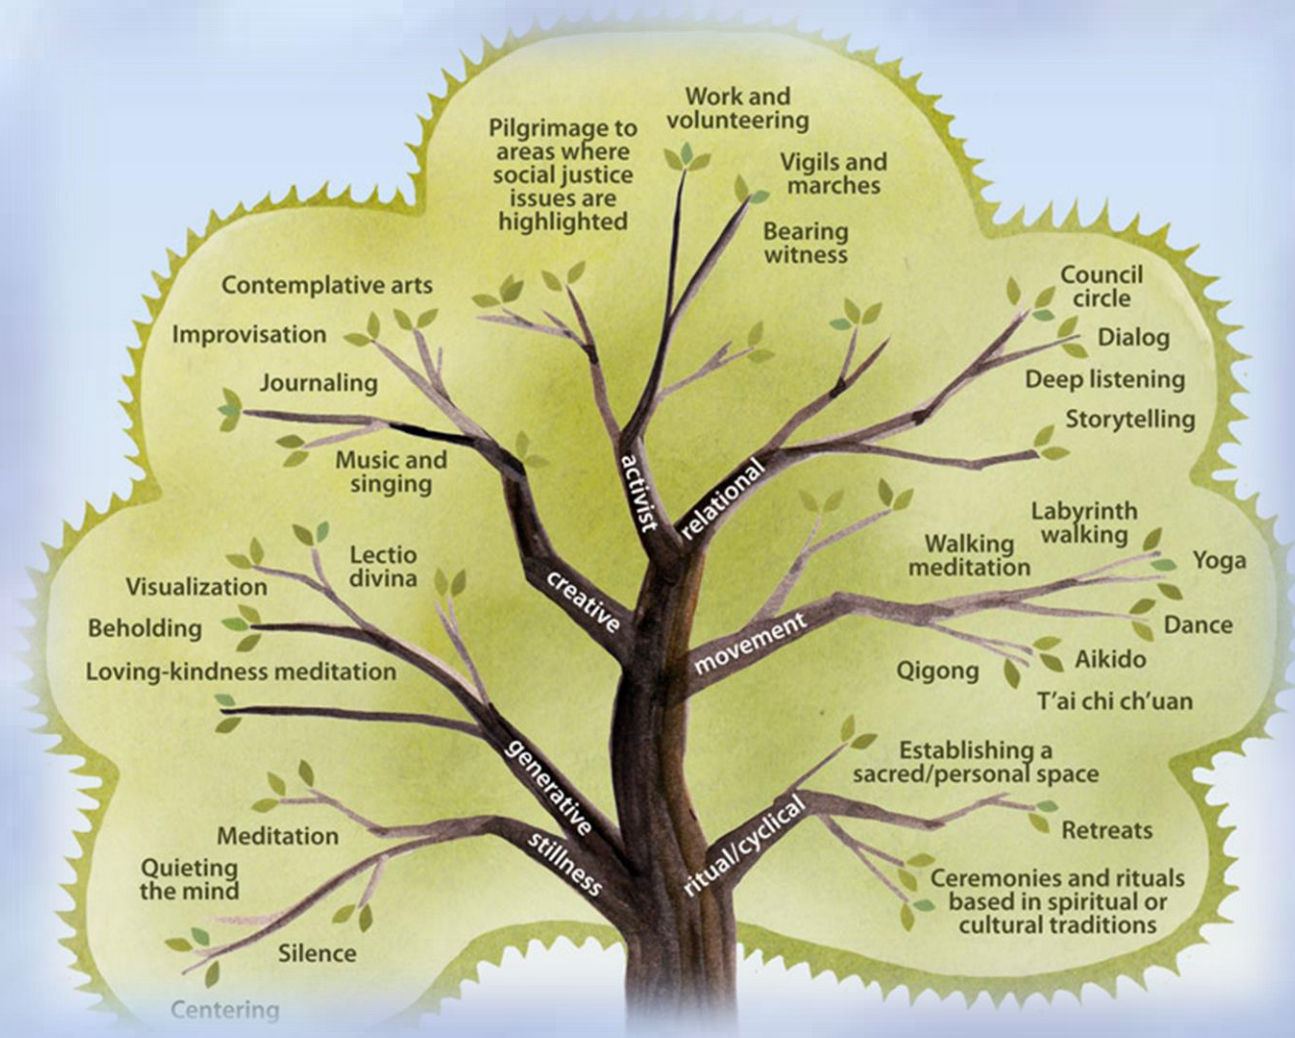 Work and
volunteering
Pilgrimage to
areas where
social justice
issues are
highlighted
Vigils and
marches
Bearing
witness
Contemplative arts
Improvisation
Journaling
Music and
singing
Council
circle
Dialog
Deep listening
Storytelling
activist
relational
Lectio
divina
Visualization
Beholding
Loving-kindness meditation
creative
movement
Labyrinth
walking
Walking
meditation
Yoga
Dance
Aikido
Qigong
T'ai chi ch'uan
generative
stillness
ritual/cyclical
Establishing a
sacred/personal space
Retreats
Ceremonies and rituals
based in spiritual or
cultural traditions
Meditation
Quieting
the mind
Silence
Centering